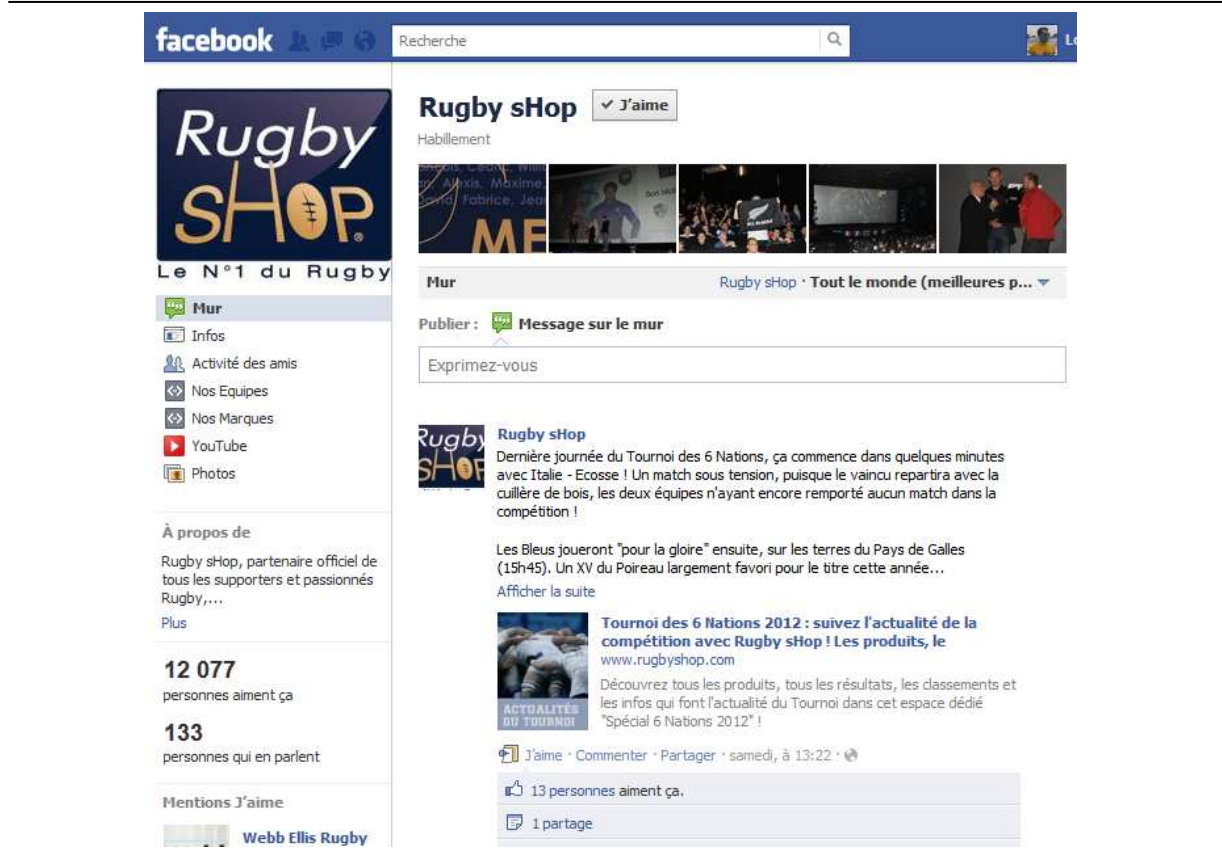 facebook
Recherche
Rugby
SHOP
Le N°1 du Rugby
Mur
Infos
Activité des amis
Nos Equipes
Nos Marques
YouTube
Photos
À propos de
Rugby sHop, partenaire officiel de
tous les supporters et passionnés
Rugby,...
Plus
12 077
personnes aiment ça
133
personnes qui en parlent
Mentions J'aime
Webb Ellis Rugby
Rugby sHop ✓ J'aime
Habillement
Alexis, Maxime,
David, Fabrice,
ME
Mur Rugby sHop · Tout le monde (meilleures p...
Publier : Message sur le mur
Exprimez-vous
Rugby
SHOP
Rugby sHop
Dernière journée du Tournoi des 6 Nations, ça commence dans quelques minutes
avec Italie - Ecosse ! Un match sous tension, puisque le vaincu repartira avec la
cuillère de bois, les deux équipes n'ayant encore remporté aucun match dans la
compétition !
Les Bleus joueront "pour la gloire" ensuite, sur les terres du Pays de Galles
(15h45). Un XV du Poireau largement favori pour le titre cette année...
Afficher la suite
ACTUALITÉS
DU TOURNOI
Tournoi des 6 Nations 2012 : suivez l'actualité de la
compétition avec Rugby sHop ! Les produits, le
www.rugbyshop.com
Découvrez tous les produits, tous les résultats, les classements et
les infos qui font l'actualité du Tournoi dans cet espace dédié
"Spécial 6 Nations 2012" !
J'aime · Commenter · Partager · samedi, à 13:22 ·
13 personnes aiment ça.
1 partage